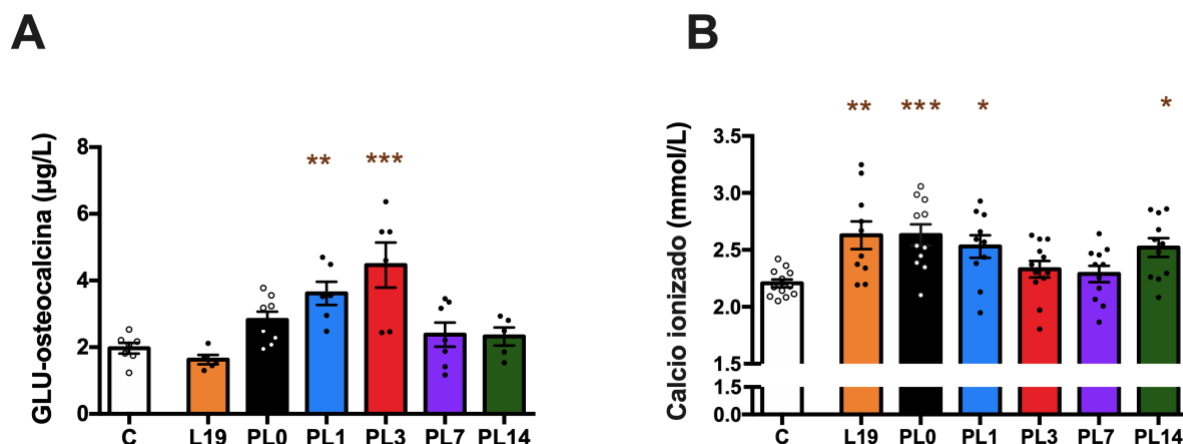 A
GLU-osteocalcina (µg/L)
8
6
4
2
0
** ***
C L19 PL0 PL1 PL3 PL7 PL14
B
Calcio ionizado (mmol/L)
3.5
3.0
2.5
2.0
1.5
1.5
0.0
** *** * *
C L19 PL0 PL1 PL3 PL7 PL14